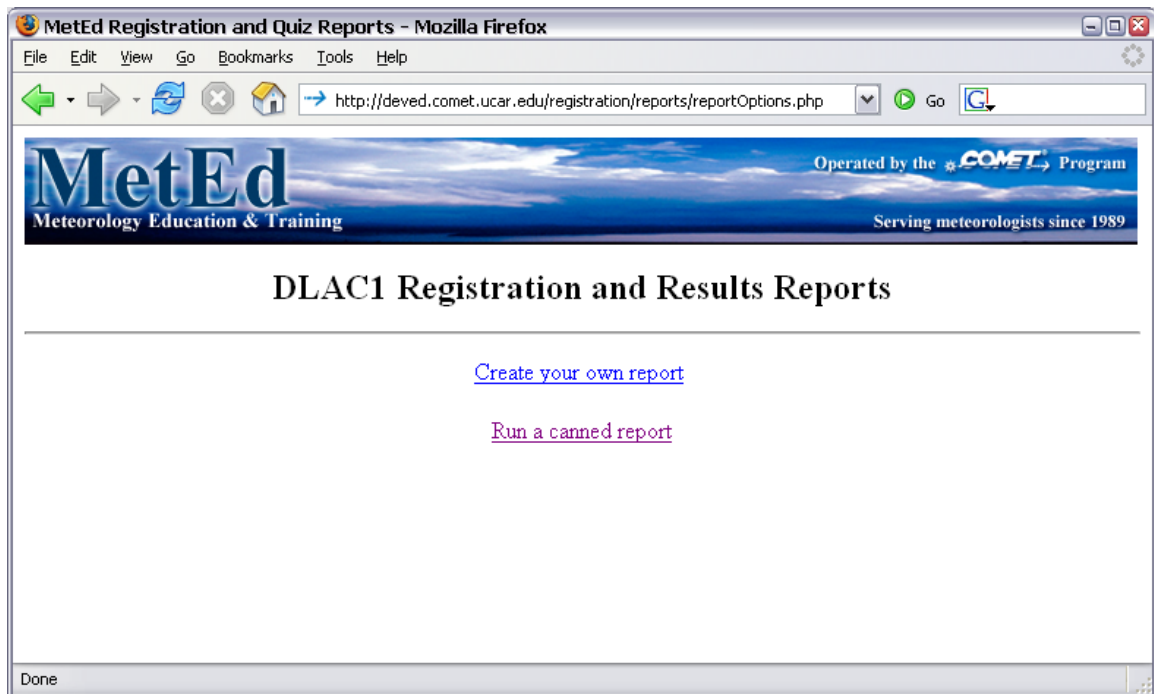 MetEd Registration and Quiz Reports - Mozilla Firefox
File Edit View Go Bookmarks Tools Help
http://deved.comet.ucar.edu/registration/reports/reportOptions.php Go G
MetEd
Meteorology Education & Training
Operated by the COMET Program
Serving meteorologists since 1989
DLAC1 Registration and Results Reports
Create your own report
Run a canned report
Done